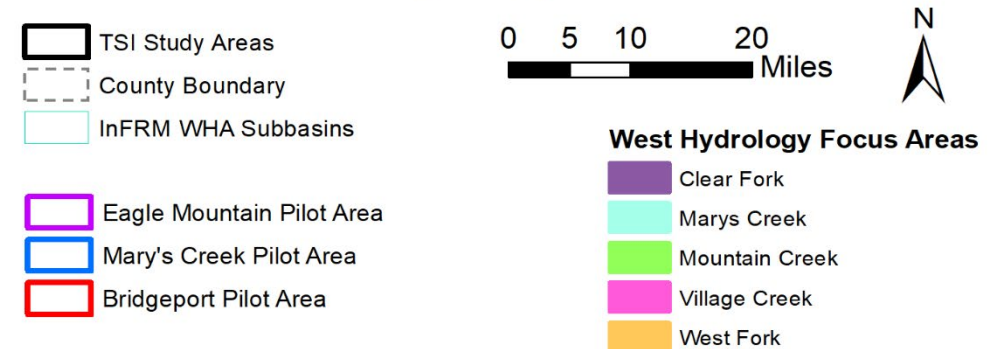 TSI Study Areas
County Boundary
InFRM WHA Subbasins
Eagle Mountain Pilot Area
Mary's Creek Pilot Area
Bridgeport Pilot Area
0 5 10 20
Miles
N
West Hydrology Focus Areas
Clear Fork
Marys Creek
Mountain Creek
Village Creek
West Fork